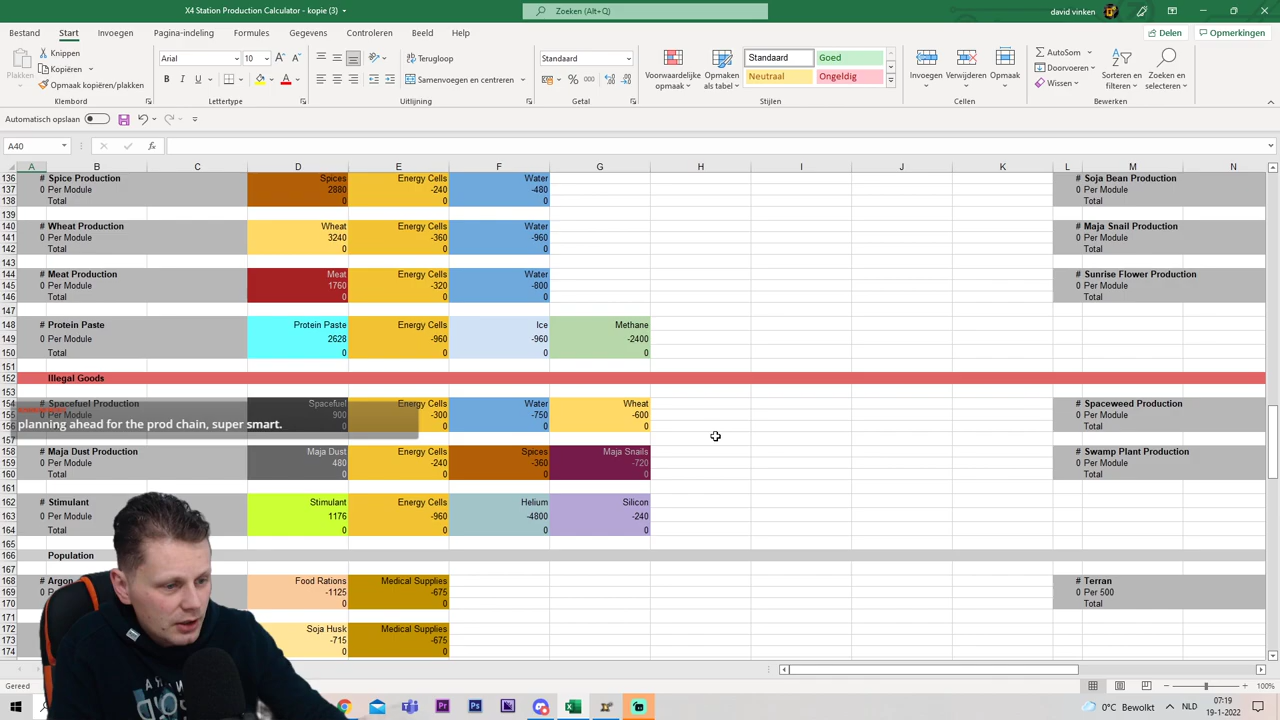 X4 Station Production Calculator - kopie (3)
Zoeken (Alt+Q)
david vinken
Bestand Start Invoegen Pagina-indeling Formules Gegevens Controleren Beeld Help
Delen Opmerkingen
Plakken
Knippen
Kopiëren
Opmaak kopiëren/plakken
Arial 10
Terugloop
Samenvoegen en centreren
Standaard
Voorwaardelijke opmaak
Opmaken als tabel
Standaard Goed
Neutraal Ongeldig
Invoegen Verwijderen Opmaak
AutoSom
Doorvoeren
Wissen
Sorteren en filteren
Zoeken en selecteren
Klembord Lettertype Uitlijning Getal Stijlen Cellen Bewerken
Automatisch opslaan
A40 fx
A B C D E F G H I J K L M N
136 # Spice Production Spices Energy Cells Water # Soja Bean Production
137 0 Per Module 2880 -240 -480 0 Per Module
138 Total 0 0 0 Total
139
140 # Wheat Production Wheat Energy Cells Water # Maja Snail Production
141 0 Per Module 3240 -360 -960 0 Per Module
142 Total 0 0 0 Total
143
144 # Meat Production Meat Energy Cells Water # Sunrise Flower Production
145 0 Per Module 1760 -320 -800 0 Per Module
146 Total 0 0 0 Total
147
148 # Protein Paste Protein Paste Energy Cells Ice Methane
149 0 Per Module 2628 -960 -960 -2400
150 Total 0 0 0 0
151
152 Illegal Goods
153
154 # Spacefuel Production Spacefuel Energy Cells Water Wheat # Spaceweed Production
155 0 Per Module 900 -300 -750 -600 0 Per Module
planning ahead for the prod chain, super smart.
0 0 0 0 Total
157
158 # Maja Dust Production Maja Dust Energy Cells Spices Maja Snails # Swamp Plant Production
159 0 Per Module 480 -240 -360 -720 0 Per Module
160 Total 0 0 0 0 Total
161
162 # Stimulant Stimulant Energy Cells Helium Silicon
163 0 Per Module 1176 -960 -4800 -240
164 Total 0 0 0 0
165
166 Population
167
168 # Argon Food Rations Medical Supplies # Terran
169 0 Pe -1125 -675 0 Per 500
170 0 0 Total
171
172 # Soja Husk Medical Supplies
173 0 -715 -675
174 0 0
Gereed
100%
0°C Bewolkt
NLD
07:19
19-1-2022